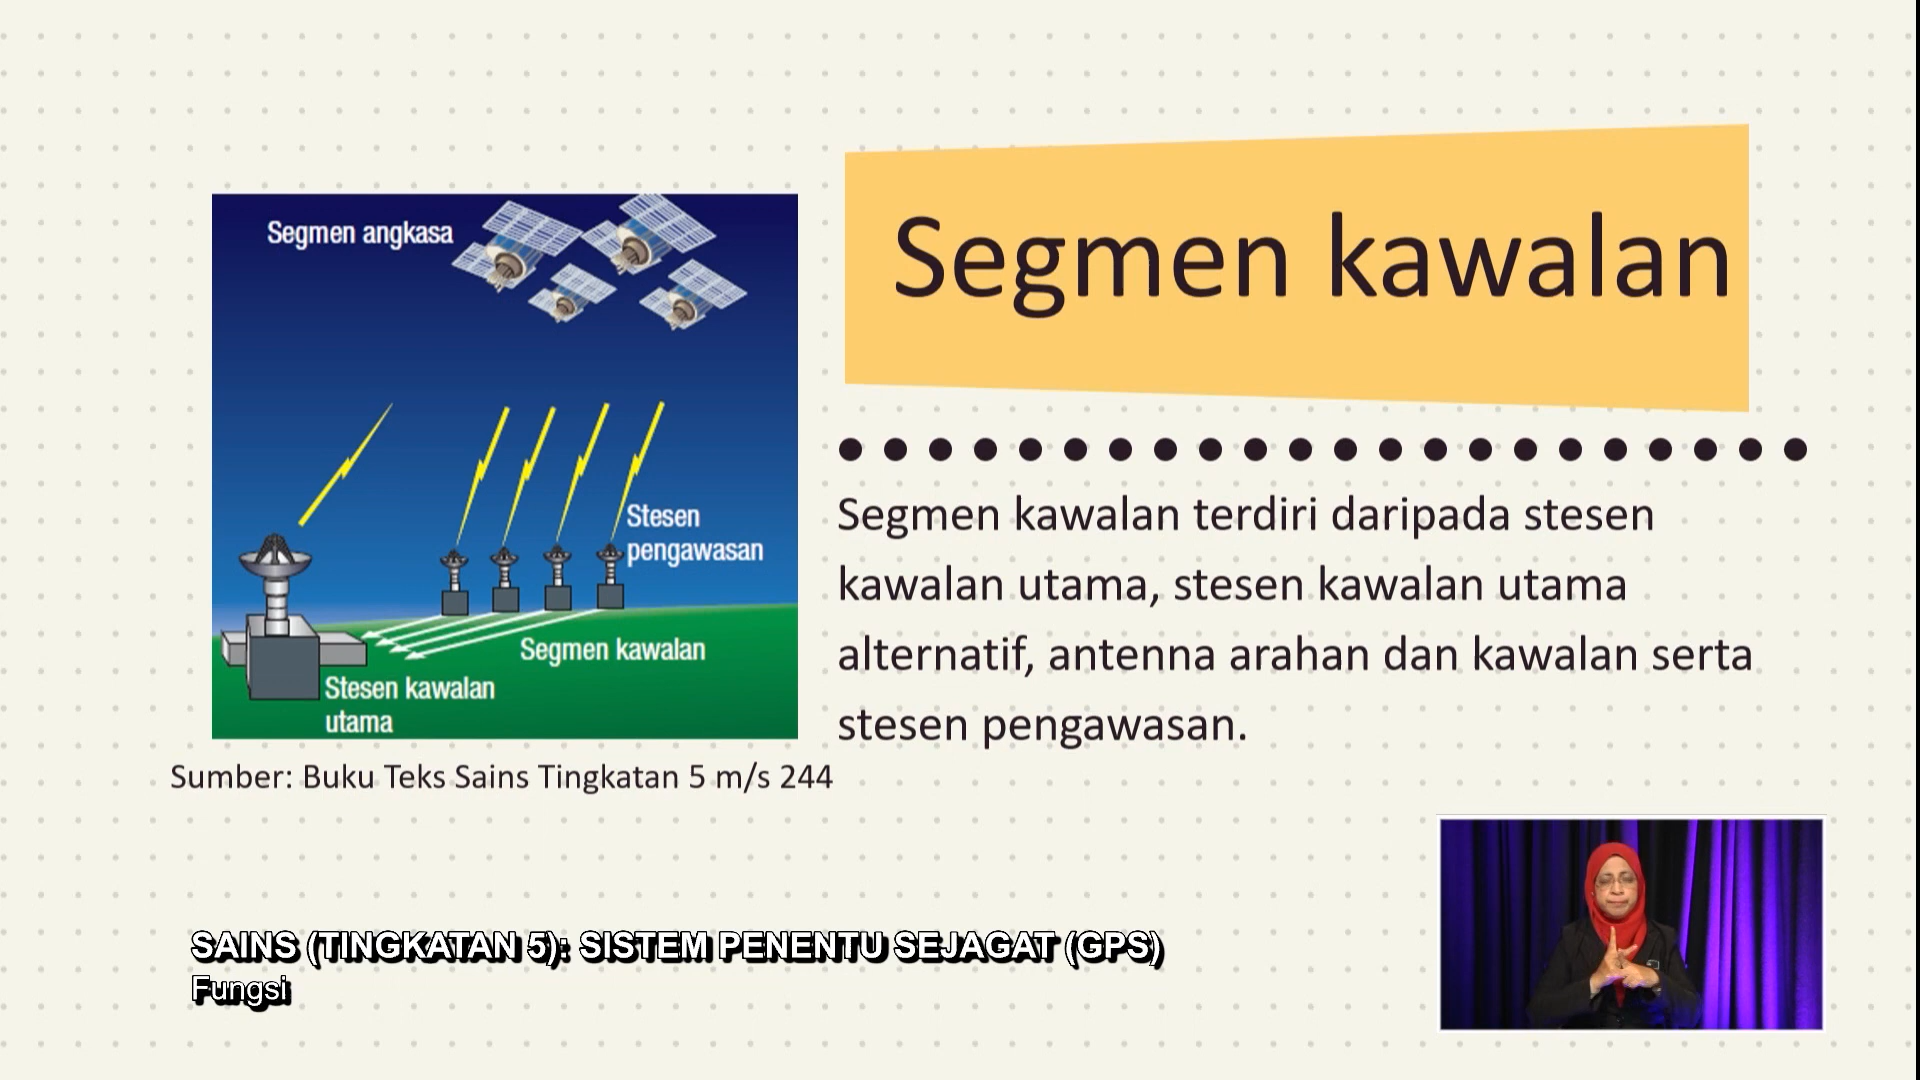 Segmen kawalan
Segmen angkasa
Stesen
pengawasan
Segmen kawalan
Stesen kawalan
utama
Sumber: Buku Teks Sains Tingkatan 5 m/s 244
Segmen kawalan terdiri daripada stesen
kawalan utama, stesen kawalan utama
alternatif, antenna arahan dan kawalan serta
stesen pengawasan.
SAINS (TINGKATAN 5): SISTEM PENENTU SEJAGAT (GPS)
Fungsi